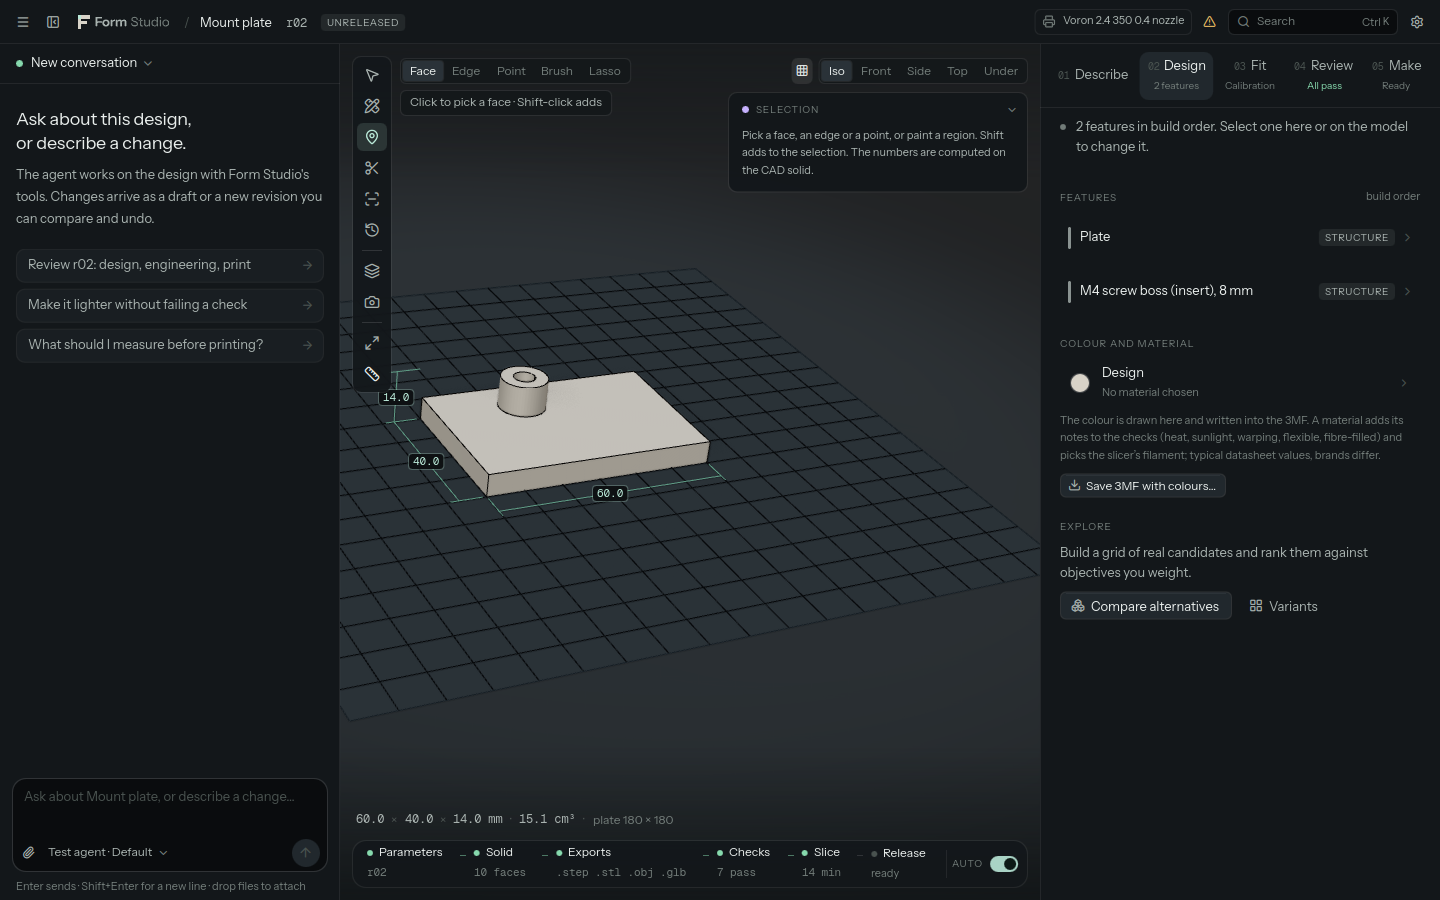 Form Studio / Mount plate r02 UNRELEASED
Voron 2.4 350 0.4 nozzle
Search Ctrl K
New conversation
Ask about this design,
or describe a change.
The agent works on the design with Form Studio's
tools. Changes arrive as a draft or a new revision you
can compare and undo.
Review r02: design, engineering, print
Make it lighter without failing a check
What should I measure before printing?
Ask about Mount plate, or describe a change...
Test agent · Default
Enter sends · Shift+Enter for a new line · drop files to attach
Face Edge Point Brush Lasso
Click to pick a face · Shift-click adds
Iso Front Side Top Under
SELECTION
Pick a face, an edge or a point, or paint a region. Shift
adds to the selection. The numbers are computed on
the CAD solid.
14.0
40.0
60.0
60.0 × 40.0 × 14.0 mm · 15.1 cm³ · plate 180 × 180
Parameters Solid Exports Checks Slice Release
r02 10 faces .step .stl .obj .glb 7 pass 14 min ready
AUTO
01 Describe 02 Design 03 Fit 04 Review 05 Make
2 features Calibration All pass Ready
2 features in build order. Select one here or on the model
to change it.
FEATURES build order
Plate STRUCTURE
M4 screw boss (insert), 8 mm STRUCTURE
COLOUR AND MATERIAL
Design
No material chosen
The colour is drawn here and written into the 3MF. A material adds its
notes to the checks (heat, sunlight, warping, flexible, fibre-filled) and
picks the slicer's filament; typical datasheet values, brands differ.
Save 3MF with colours...
EXPLORE
Build a grid of real candidates and rank them against
objectives you weight.
Compare alternatives Variants